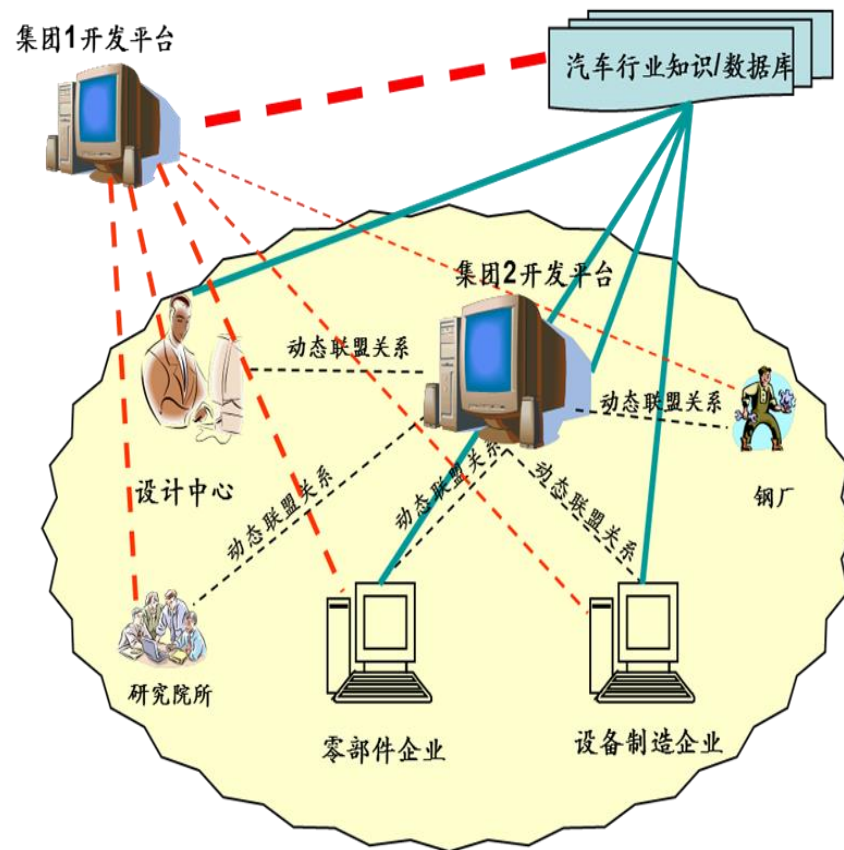 集团1开发平台
汽车行业知识/数据库
集团2开发平台
动态联盟关系
动态联盟关系
设计中心
动态联盟关系
动态联盟关系
动态联盟关系
钢厂
研究院所
零部件企业
设备制造企业